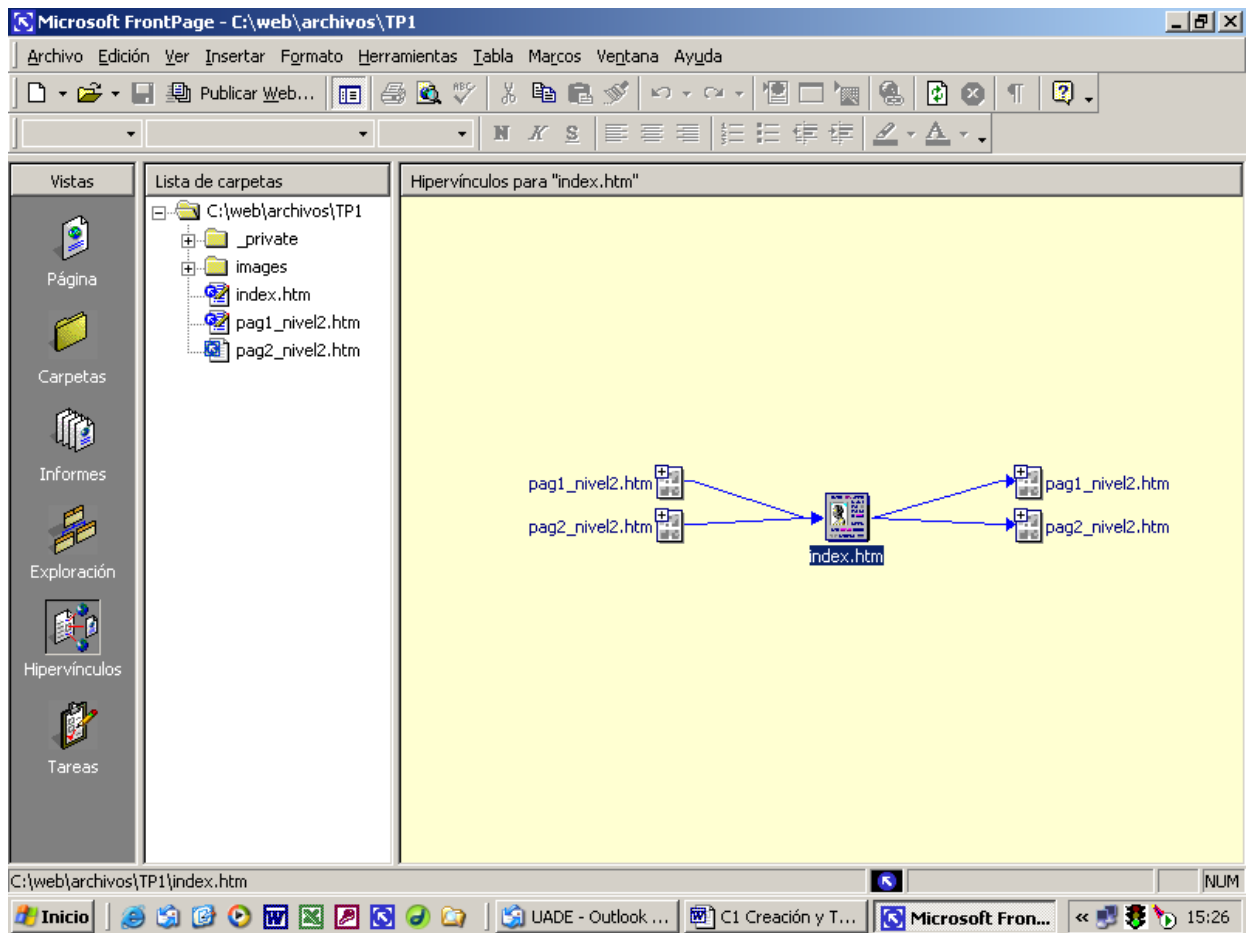 Microsoft FrontPage - C:\web\archivos\TP1
Archivo Edición Ver Insertar Formato Herramientas Tabla Marcos Ventana Ayuda
Publicar Web...
ABC
N K S
A
Vistas
Lista de carpetas
Hipervínculos para "index.htm"
Página
Carpetas
Informes
Exploración
Hipervínculos
Tareas
C:\web\archivos\TP1
_private
images
index.htm
pag1_nivel2.htm
pag2_nivel2.htm
pag1_nivel2.htm
pag2_nivel2.htm
index.htm
pag1_nivel2.htm
pag2_nivel2.htm
C:\web\archivos\TP1\index.htm
NUM
Inicio
UADE - Outlook ...
C1 Creación y T...
Microsoft Fron...
15:26